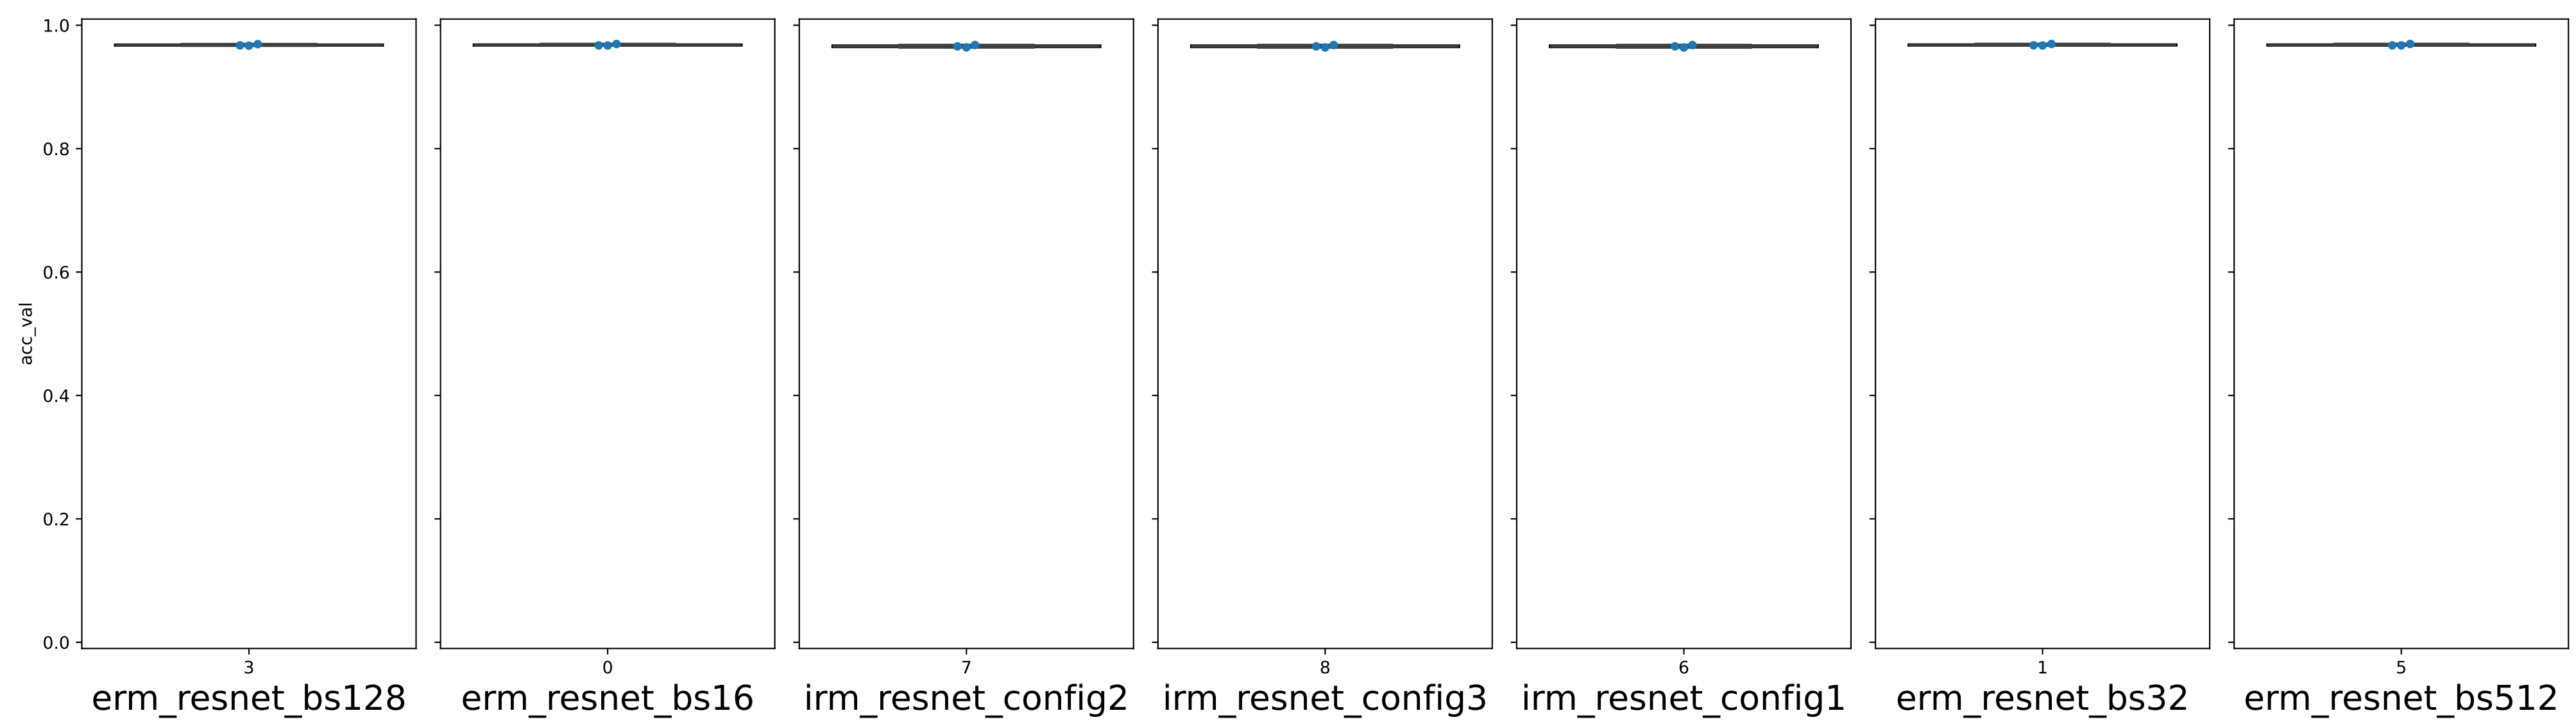 1.0
0.8
0.6
0.4
0.2
0.0
acc_val
3 0 7 8 6 1 5
erm_resnet_bs128 erm_resnet_bs16 irm_resnet_config2 irm_resnet_config3 irm_resnet_config1 erm_resnet_bs32 erm_resnet_bs512